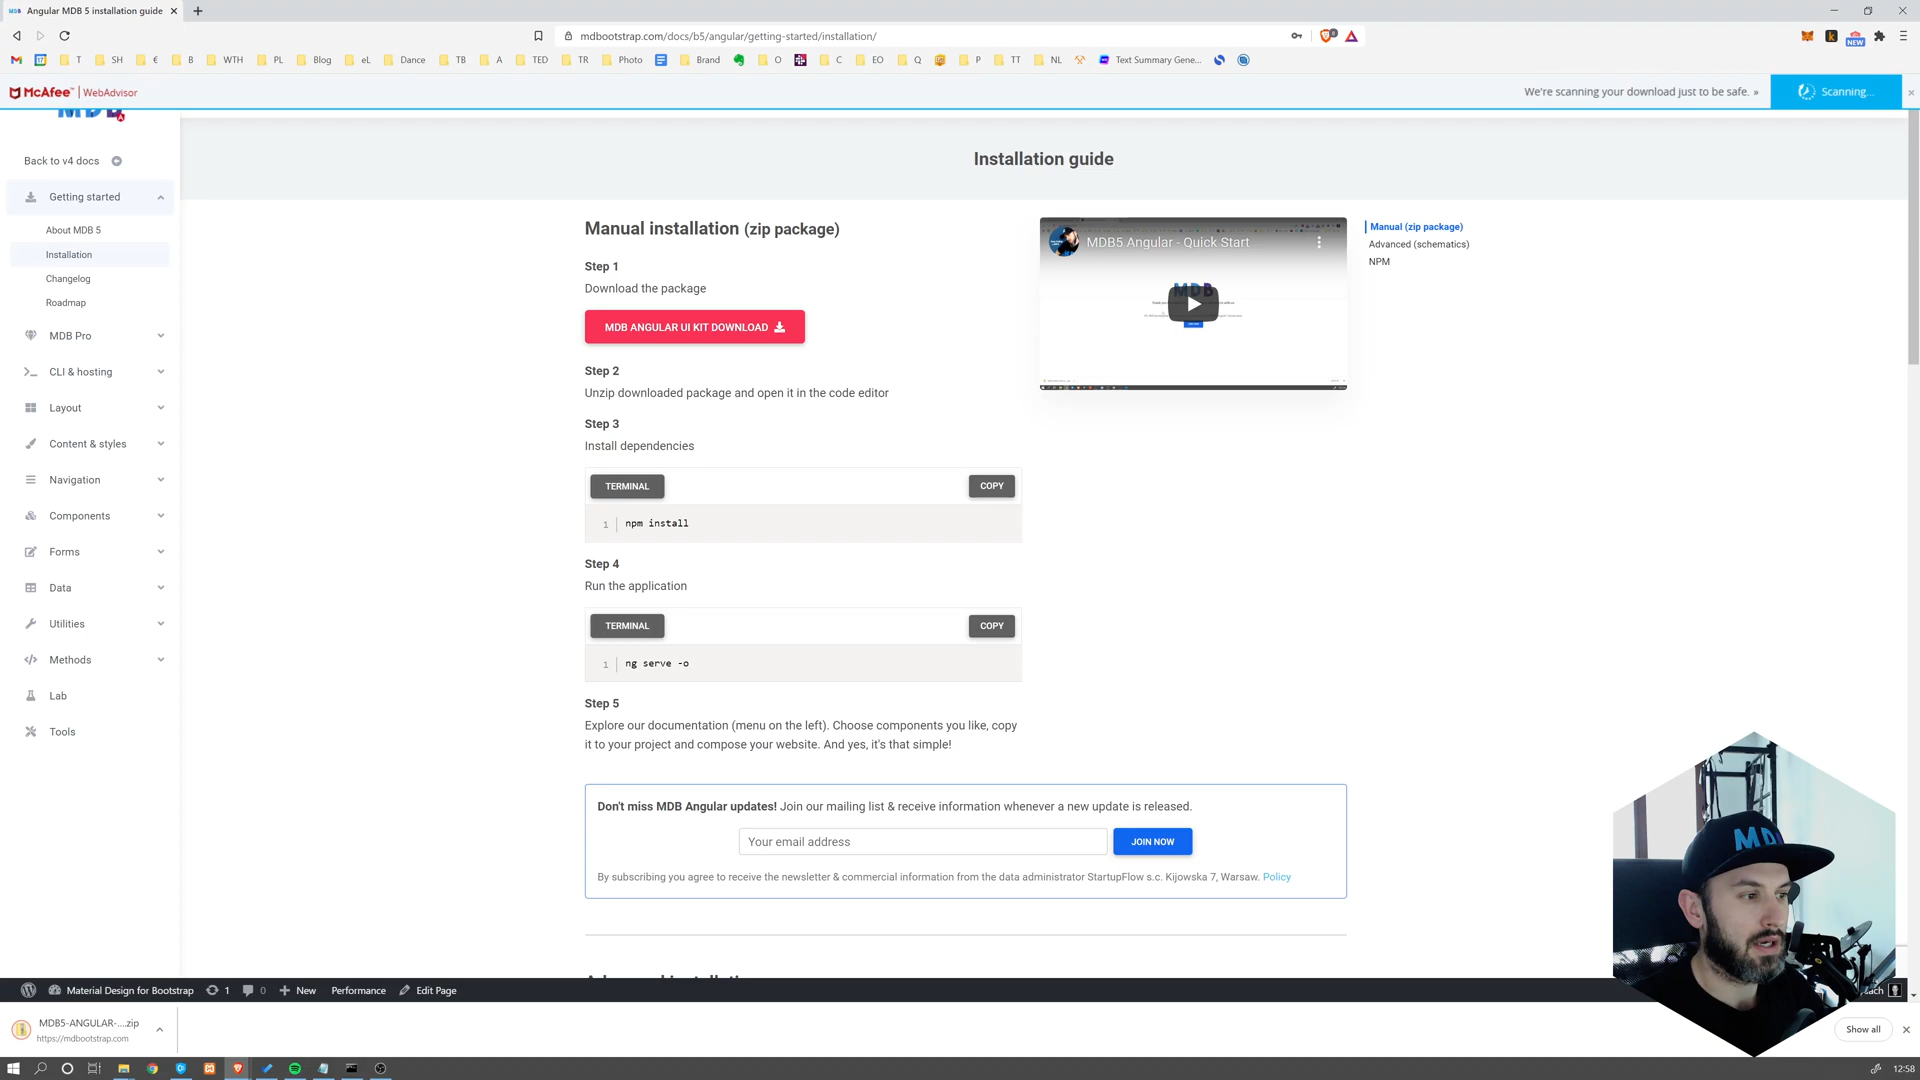 Angular MDB 5 installation guide
mdbootstrap.com/docs/b5/angular/getting-started/installation/
NEW
T
SH
€
B
WTH
PL
Blog
eL
Dance
TB
A
TED
TR
Photo
Brand
O
C
EO
Q
P
TT
NL
Text Summary Gene...
McAfee™ | WebAdvisor
We're scanning your download just to be safe. »
Scanning...
MDB
Back to v4 docs
Getting started
About MDB 5
Installation
Changelog
Roadmap
MDB Pro
CLI & hosting
Layout
Content & styles
Navigation
Components
Forms
Data
Utilities
Methods
Lab
Tools
Installation guide
Manual installation (zip package)
Step 1
Download the package
MDB ANGULAR UI KIT DOWNLOAD
Step 2
Unzip downloaded package and open it in the code editor
Step 3
Install dependencies
TERMINAL
COPY
1 npm install
Step 4
Run the application
TERMINAL
COPY
1 ng serve -o
Step 5
Explore our documentation (menu on the left). Choose components you like, copy
it to your project and compose your website. And yes, it's that simple!
MDB5 Angular - Quick Start
MDB
Manual (zip package)
Advanced (schematics)
NPM
Don't miss MDB Angular updates! Join our mailing list & receive information whenever a new update is released.
Your email address
JOIN NOW
By subscribing you agree to receive the newsletter & commercial information from the data administrator StartupFlow s.c. Kijowska 7, Warsaw. Policy
MDB
Material Design for Bootstrap
1
0
New
Performance
Edit Page
MDB5-ANGULAR-....zip
https://mdbootstrap.com
Show all
12:58